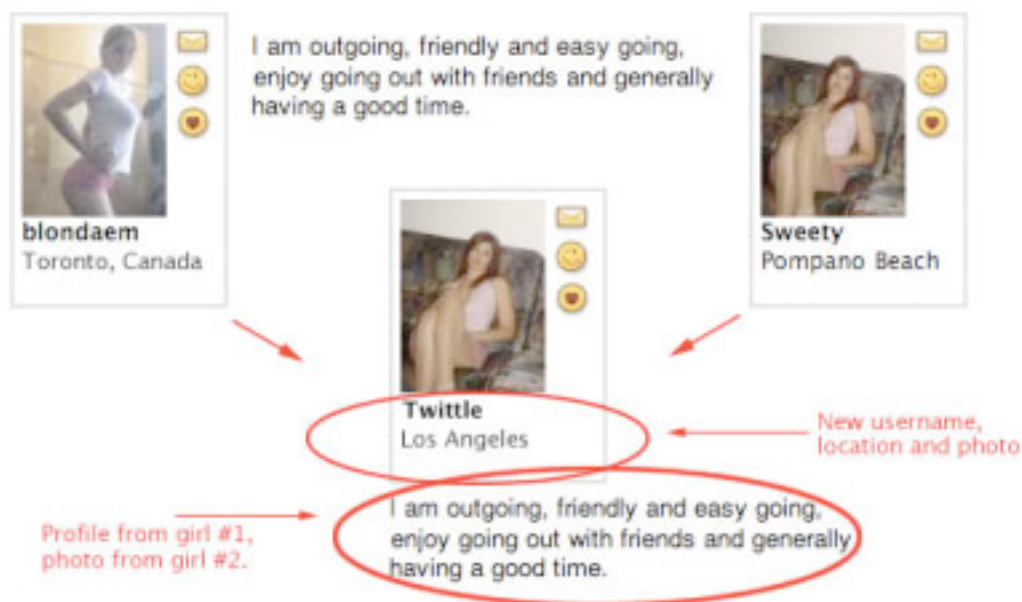 I am outgoing, friendly and easy going,
enjoy going out with friends and generally
having a good time.
blondaem
Toronto, Canada
Sweety
Pompano Beach
Twittle
Los Angeles
New username,
location and photo
I am outgoing, friendly and easy going,
enjoy going out with friends and generally
having a good time.
Profile from girl #1,
photo from girl #2.